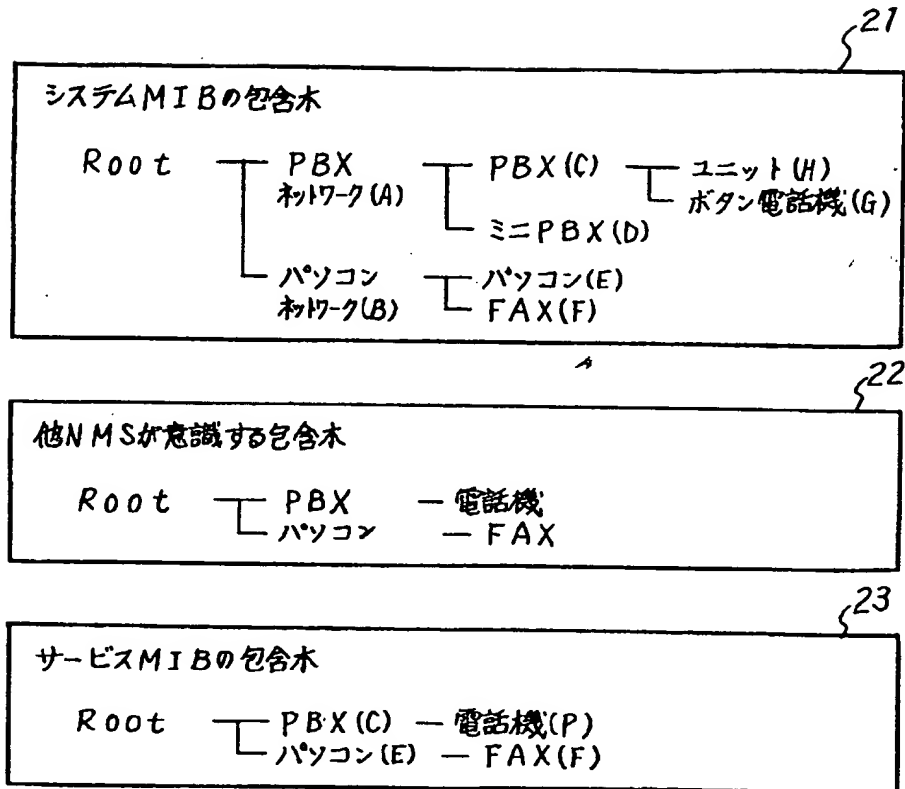 21
システムMIBの包含木
Root PBX PBX(C) ユニット(H)
ネットワーク(A) ボタン電話機(G)
ミニPBX(D)
パソコン パソコン(E)
ネットワーク(B) FAX(F)
22
他NMSが意識する包含木
Root PBX 電話機
パソコン FAX
23
サービスMIBの包含木
Root PBX(C) 電話機(P)
パソコン(E) FAX(F)